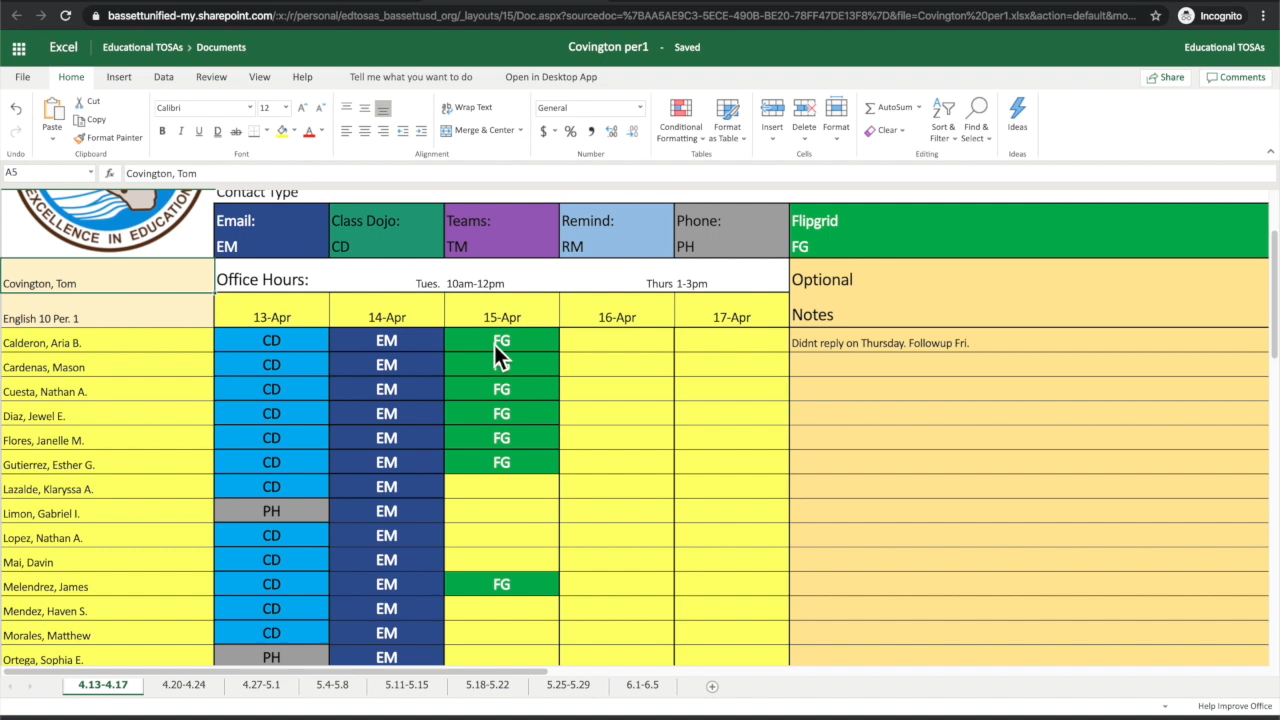 bassettunified-my.sharepoint.com/:x:/r/personal/edtosas_bassettusd_org/_layouts/15/Doc.aspx?sourcedoc=%7BAA5AE9C3-5ECE-490B-BE20-78FF47DE13F8%7D&file=Covington%20per1.xlsx&action=default&mo... Incognito
Excel Educational TOSAs > Documents Covington per1 - Saved Educational TOSAs
File Home Insert Data Review View Help Tell me what you want to do Open in Desktop App Share Comments
Cut
Copy
Format Painter
Paste
Calibri 12
B I U D ab A
Wrap Text
Merge & Center
General
$ % 9
Conditional Formatting
Format as Table
Insert Delete Format
AutoSum
Clear
Sort & Filter
Find & Select
Ideas
Undo Clipboard Font Alignment Number Tables Cells Editing Ideas
A5 fx Covington, Tom
EXCELLENCE IN EDUCATION
Contact Type
Email: Class Dojo: Teams: Remind: Phone: Flipgrid
EM CD TM RM PH FG
Covington, Tom Office Hours: Tues. 10am-12pm Thurs 1-3pm Optional
English 10 Per. 1 13-Apr 14-Apr 15-Apr 16-Apr 17-Apr Notes
Calderon, Aria B. CD EM FG Didnt reply on Thursday. Followup Fri.
Cardenas, Mason CD EM
Cuesta, Nathan A. CD EM FG
Diaz, Jewel E. CD EM FG
Flores, Janelle M. CD EM FG
Gutierrez, Esther G. CD EM FG
Lazalde, Klaryssa A. CD EM
Limon, Gabriel I. PH EM
Lopez, Nathan A. CD EM
Mai, Davin CD EM
Melendrez, James CD EM FG
Mendez, Haven S. CD EM
Morales, Matthew CD EM
Ortega, Sophia E. PH EM
4.13-4.17 4.20-4.24 4.27-5.1 5.4-5.8 5.11-5.15 5.18-5.22 5.25-5.29 6.1-6.5
Help Improve Office